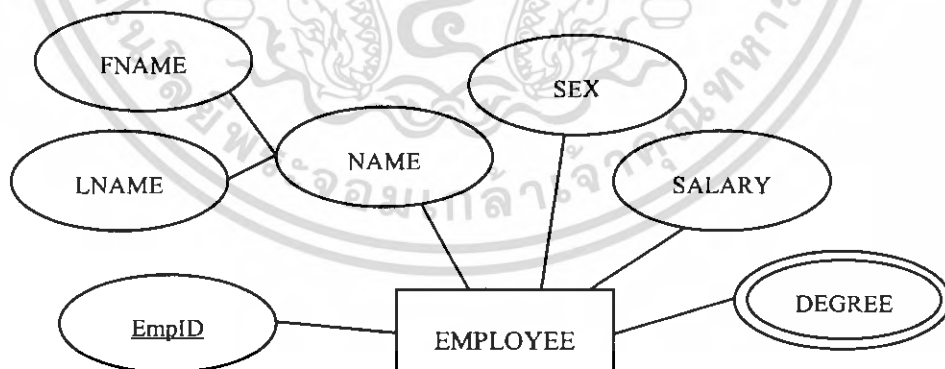 FNAME
SEX
LNAME
NAME
SALARY
EmpID
EMPLOYEE
DEGREE